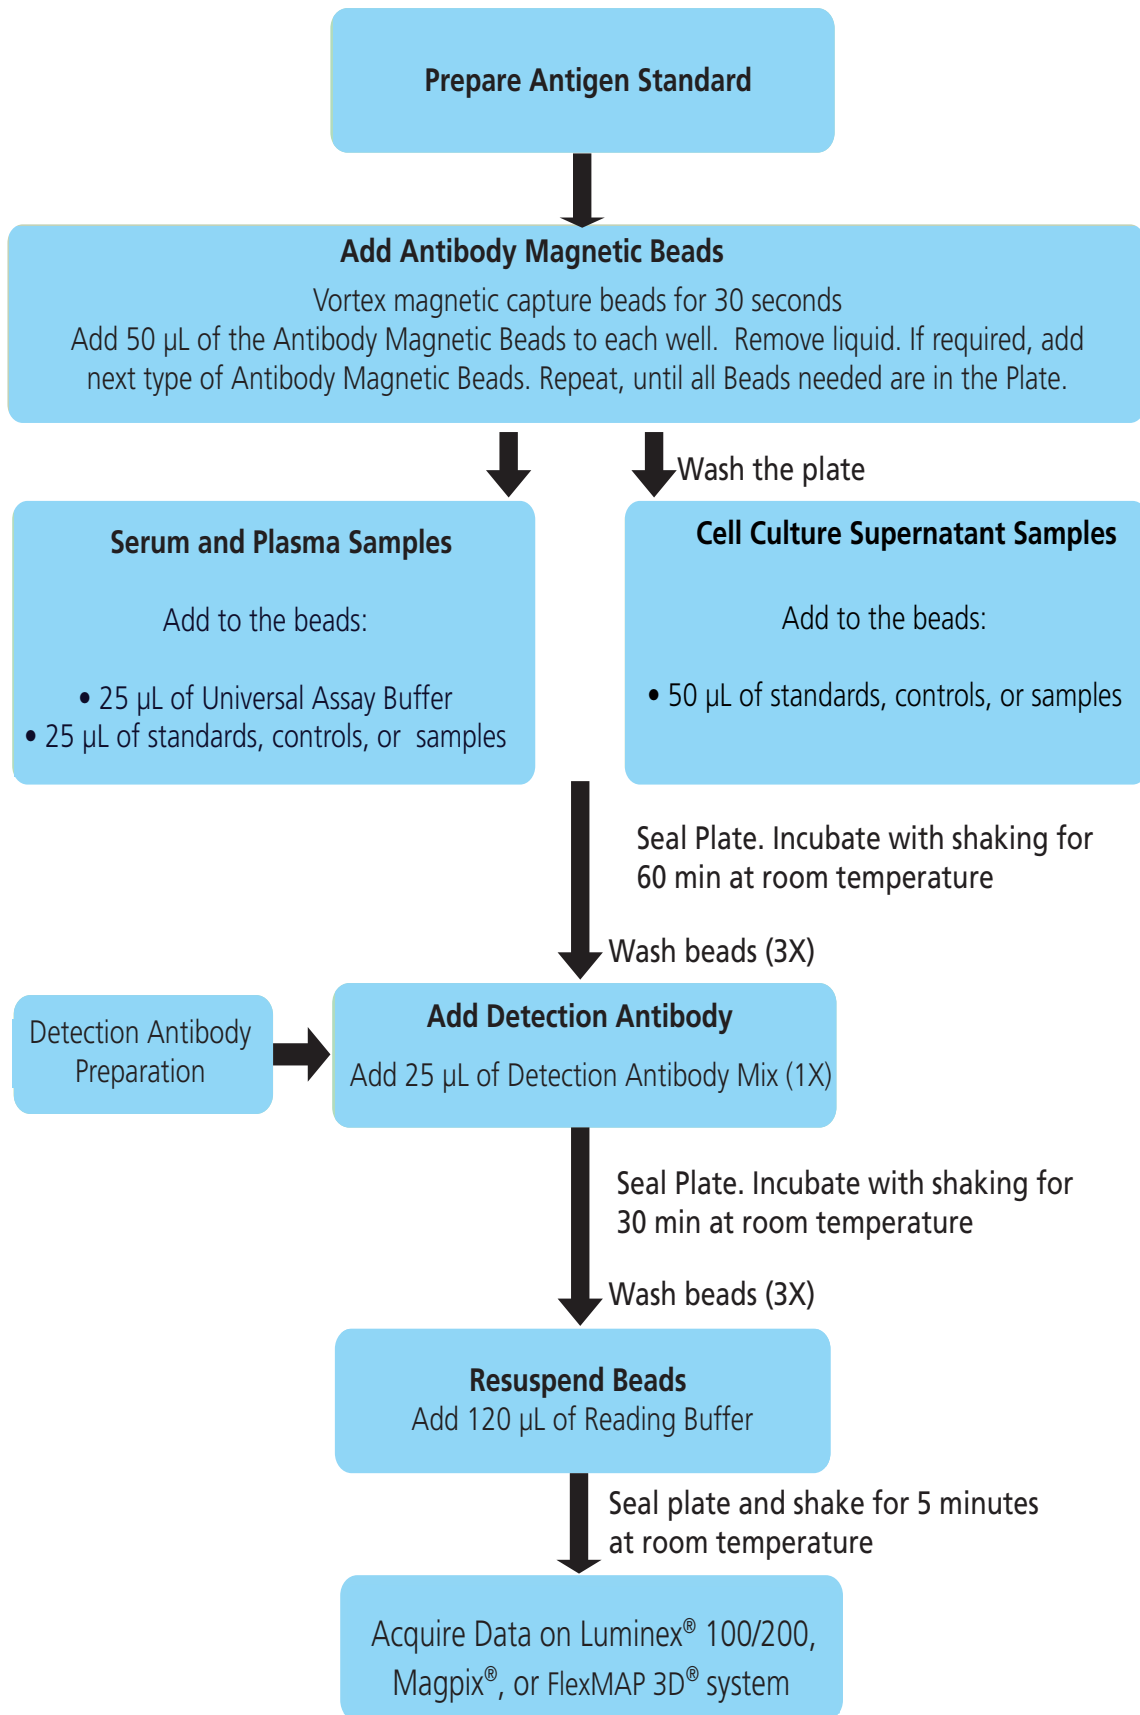 Prepare Antigen Standard
Add Antibody Magnetic Beads
Vortex magnetic capture beads for 30 seconds
Add 50 µL of the Antibody Magnetic Beads to each well. Remove liquid. If required, add
next type of Antibody Magnetic Beads. Repeat, until all Beads needed are in the Plate.
Wash the plate
Serum and Plasma Samples
Add to the beads:
• 25 µL of Universal Assay Buffer
• 25 µL of standards, controls, or samples
Cell Culture Supernatant Samples
Add to the beads:
• 50 µL of standards, controls, or samples
Seal Plate. Incubate with shaking for
60 min at room temperature
Wash beads (3X)
Detection Antibody
Preparation
Add Detection Antibody
Add 25 µL of Detection Antibody Mix (1X)
Seal Plate. Incubate with shaking for
30 min at room temperature
Wash beads (3X)
Resuspend Beads
Add 120 µL of Reading Buffer
Seal plate and shake for 5 minutes
at room temperature
Acquire Data on Luminex® 100/200,
Magpix®, or FlexMAP 3D® system